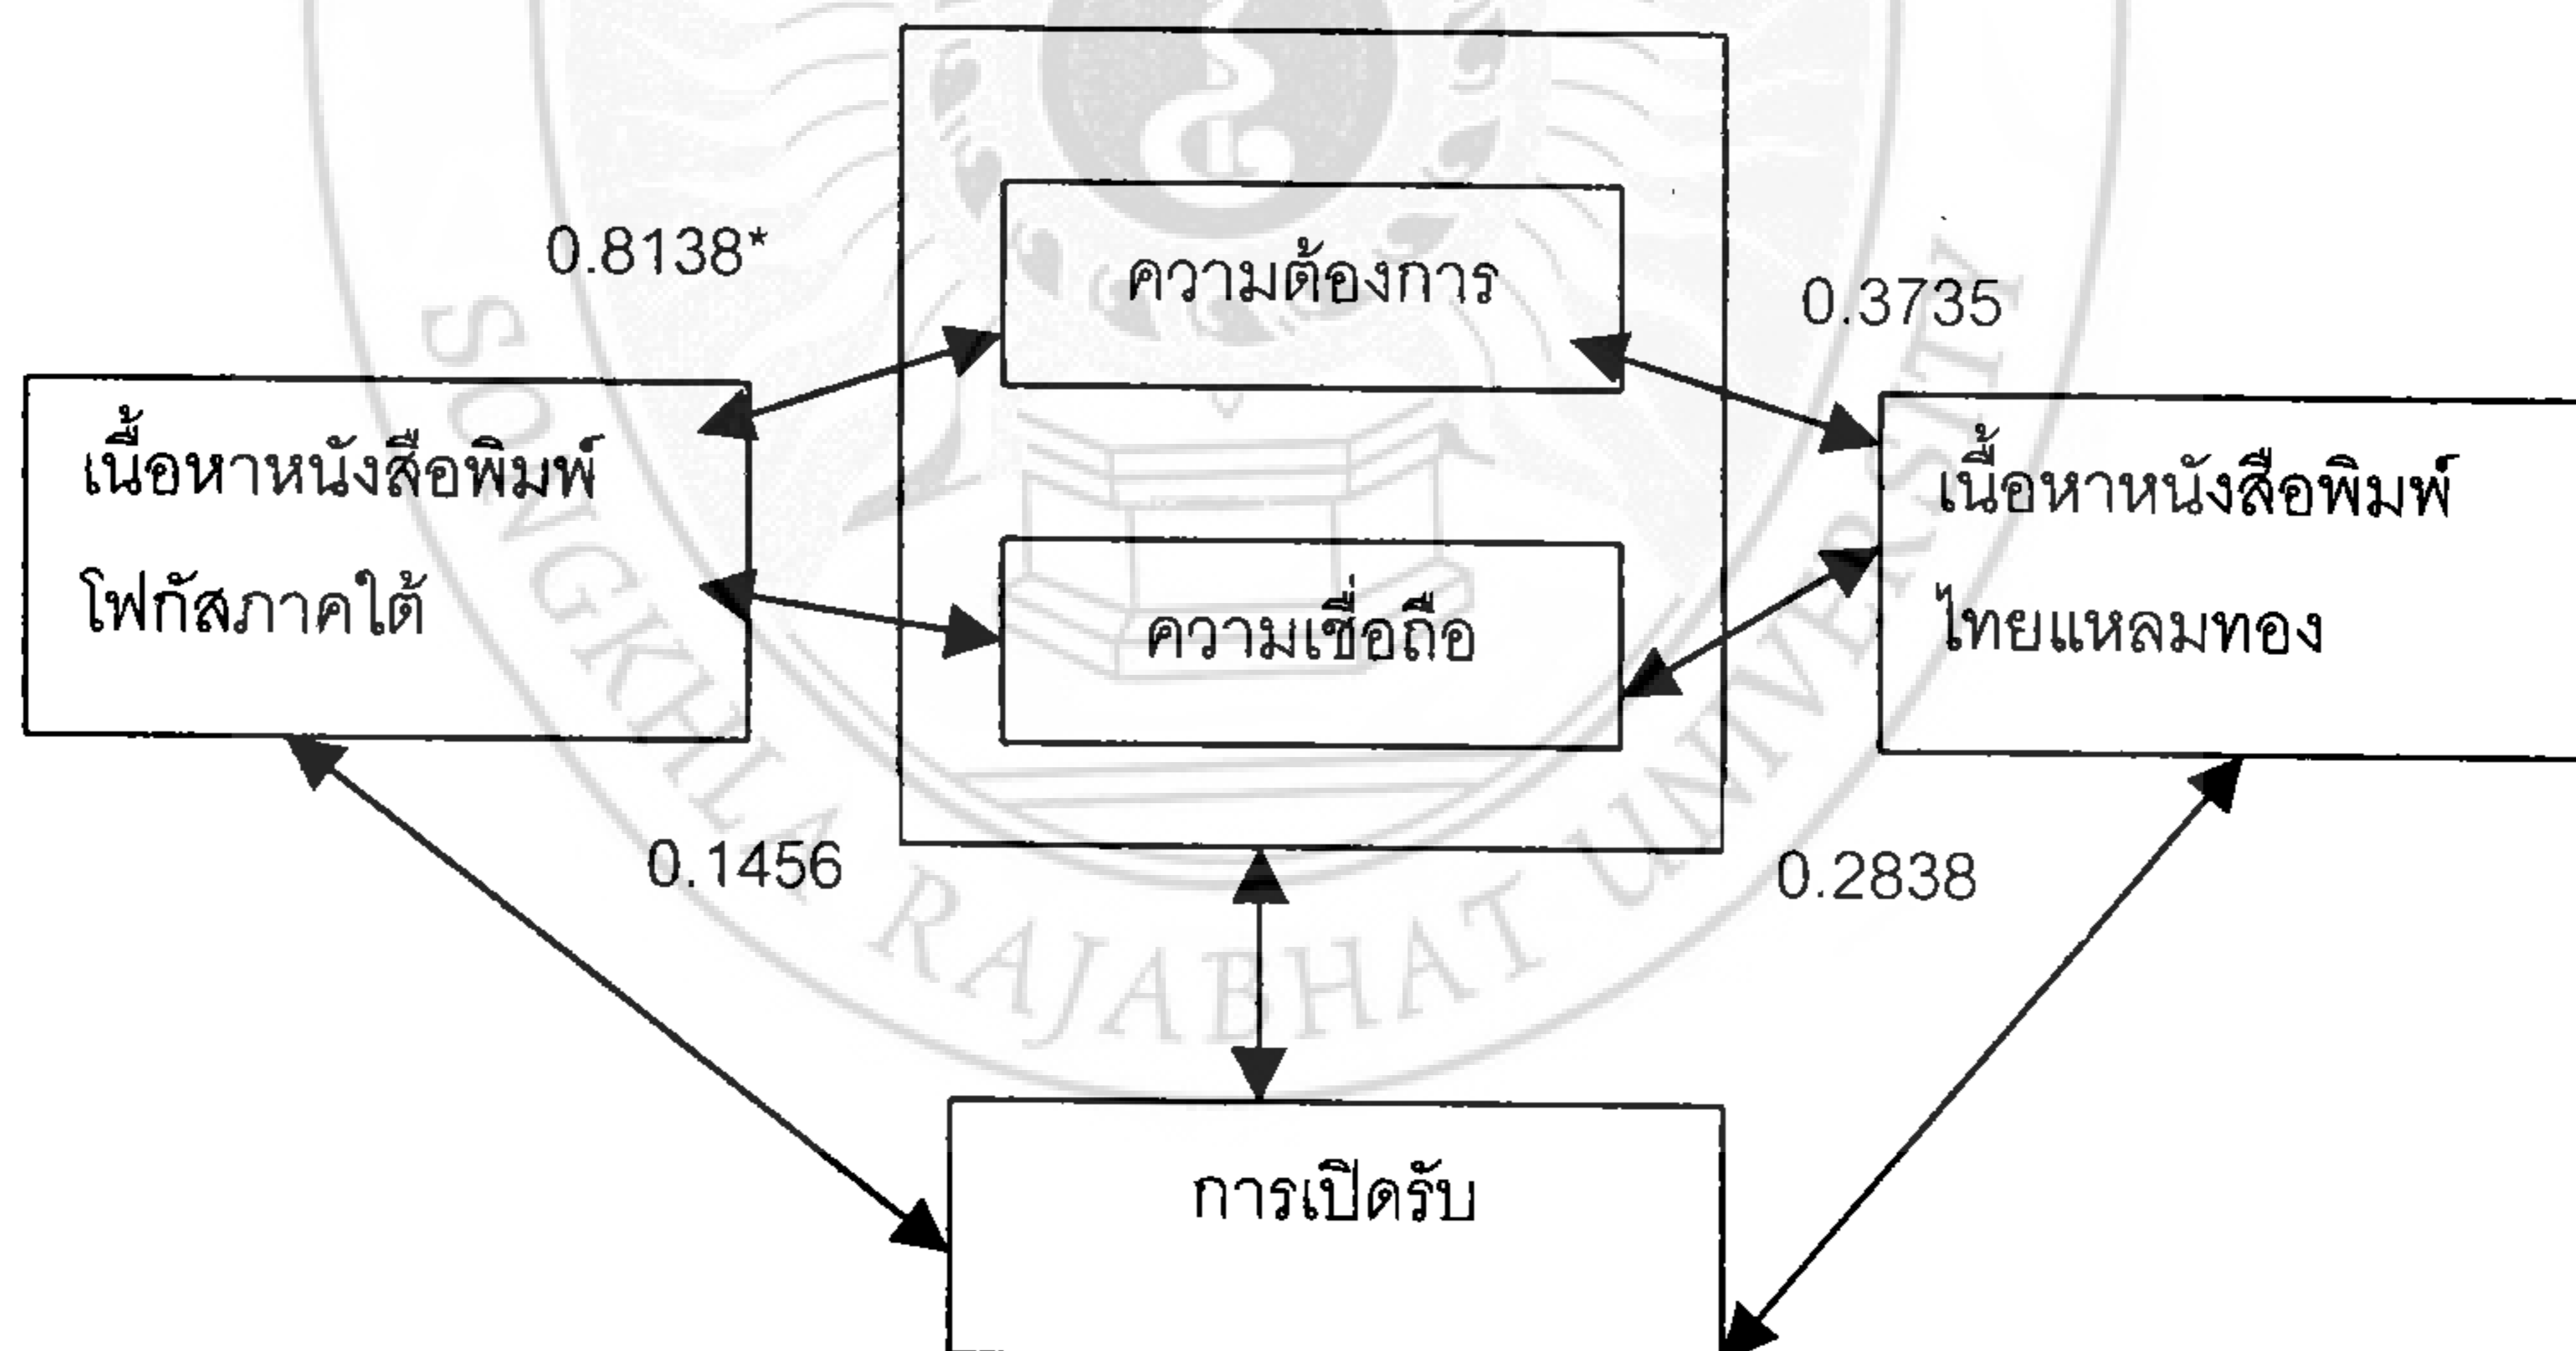 0.8138*
ความต้องการ
0.3735
เนื้อหาหนังสือพิมพ์
โฟกัสภาคใต้
ความเชื่อถือ
เนื้อหาหนังสือพิมพ์
ไทยแหลมทอง
0.1456
0.2838
การเปิดรับ
SONGKHLA RAJABHAT UNIVERSITY